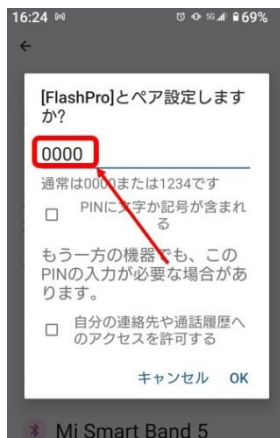 16:24 5G 69%
←
[FlashPro]とペア設定します
か?
0000
通常は0000または1234です
PINに文字か記号が含まれ
る
もう一方の機器でも、この
PINの入力が必要な場合があ
ります。
自分の連絡先や通話履歴へ
のアクセスを許可する
キャンセル OK
Mi Smart Band 5